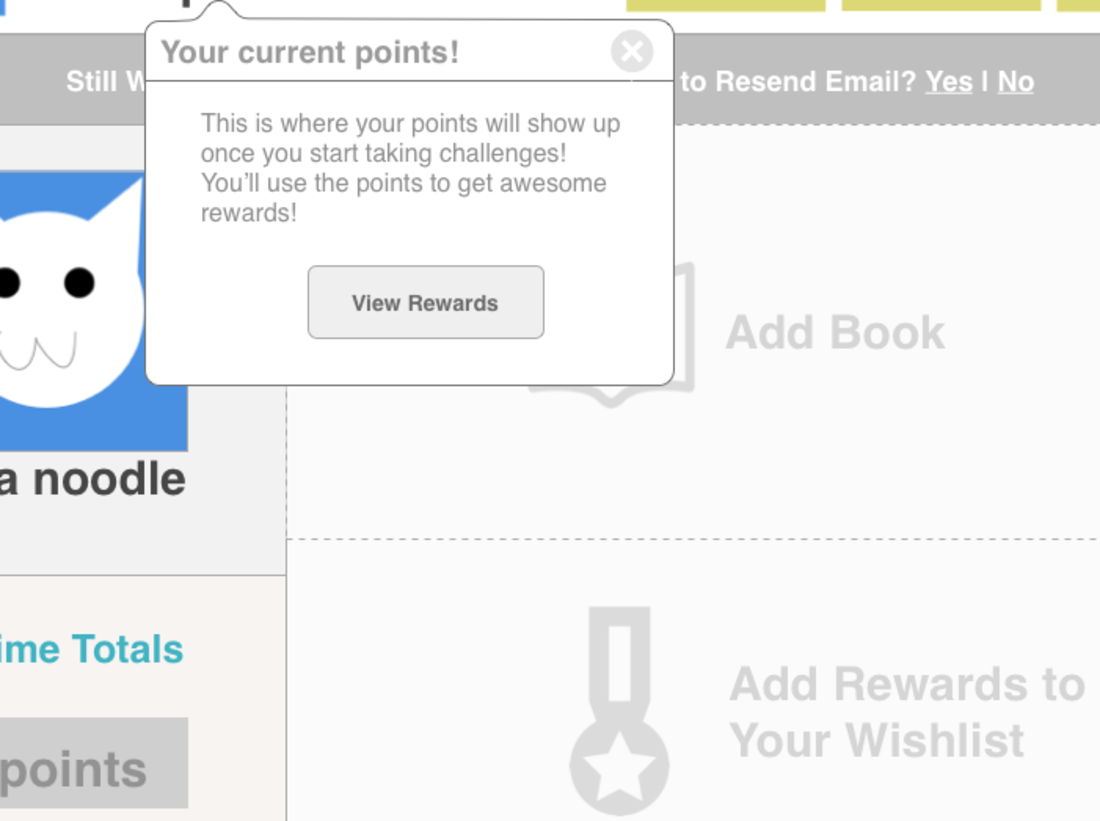 Your current points!
Still
to Resend Email? Yes | No
This is where your points will show up
once you start taking challenges!
You'll use the points to get awesome
rewards!
View Rewards
Add Book
a noodle
Totals
Add Rewards to
Your Wishlist
points